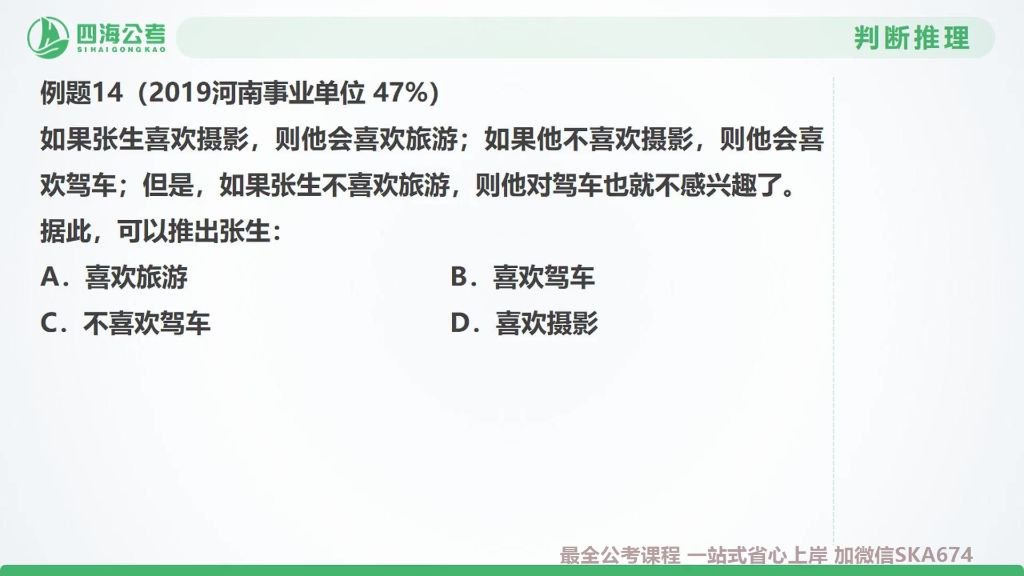 四海公考
SIHAIGONGKAO
判断推理
例题14（2019河南事业单位 47%）
如果张生喜欢摄影，则他会喜欢旅游；如果他不喜欢摄影，则他会喜
欢驾车；但是，如果张生不喜欢旅游，则他对驾车也就不感兴趣了。
据此，可以推出张生：
A．喜欢旅游
B．喜欢驾车
C．不喜欢驾车
D．喜欢摄影
最全公考课程 一站式省心上岸 加微信SKA674